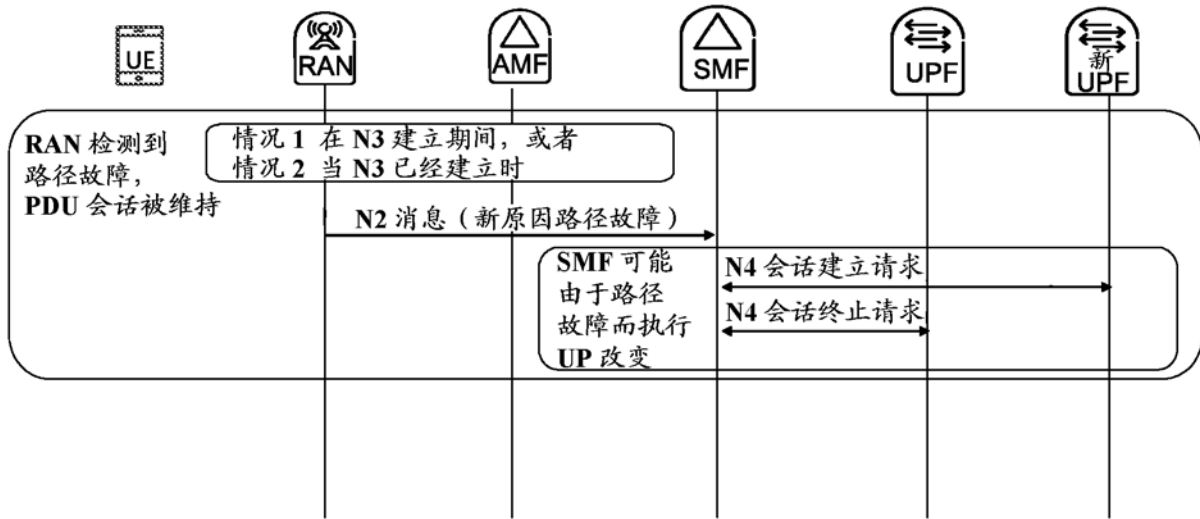 UE
RAN
AMF
SMF
UPF
新
UPF
RAN 检测到
路径故障，
PDU 会话被维持
情况 1 在 N3 建立期间，或者
情况 2 当 N3 已经建立时
N2 消息（新原因路径故障）
SMF 可能
由于路径
故障而执行
UP 改变
N4 会话建立请求
N4 会话终止请求